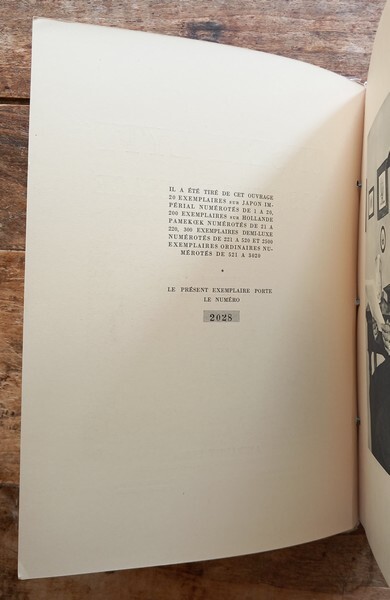 IL A ÉTÉ TIRÉ DE CET OUVRAGE
20 EXEMPLAIRES sur JAPON IM-
PÉRIAL NUMÉROTÉS DE 1 A 20,
200 EXEMPLAIRES sur HOLLANDE
PAMEKŒK NUMÉROTÉS DE 21 A
220, 300 EXEMPLAIRES DEMI-LUXE
NUMÉROTÉS DE 221 A 520 ET 2500
EXEMPLAIRES ORDINAIRES NU-
MÉROTÉS DE 521 A 3020
*
LE PRÉSENT EXEMPLAIRE PORTE
LE NUMÉRO
2028